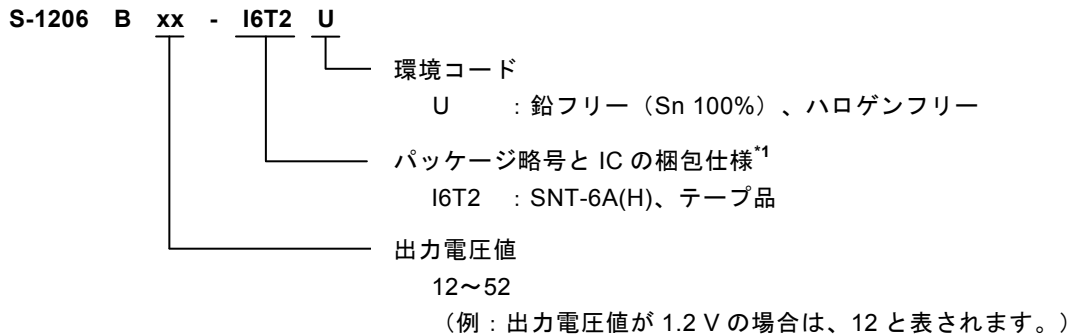 S-1206 B xx - I6T2 U
環境コード
U : 鉛フリー（Sn 100%）、ハロゲンフリー
パッケージ略号と IC の梱包仕様*1
I6T2 : SNT-6A(H)、テープ品
出力電圧値
12～52
（例：出力電圧値が 1.2 V の場合は、12 と表されます。）